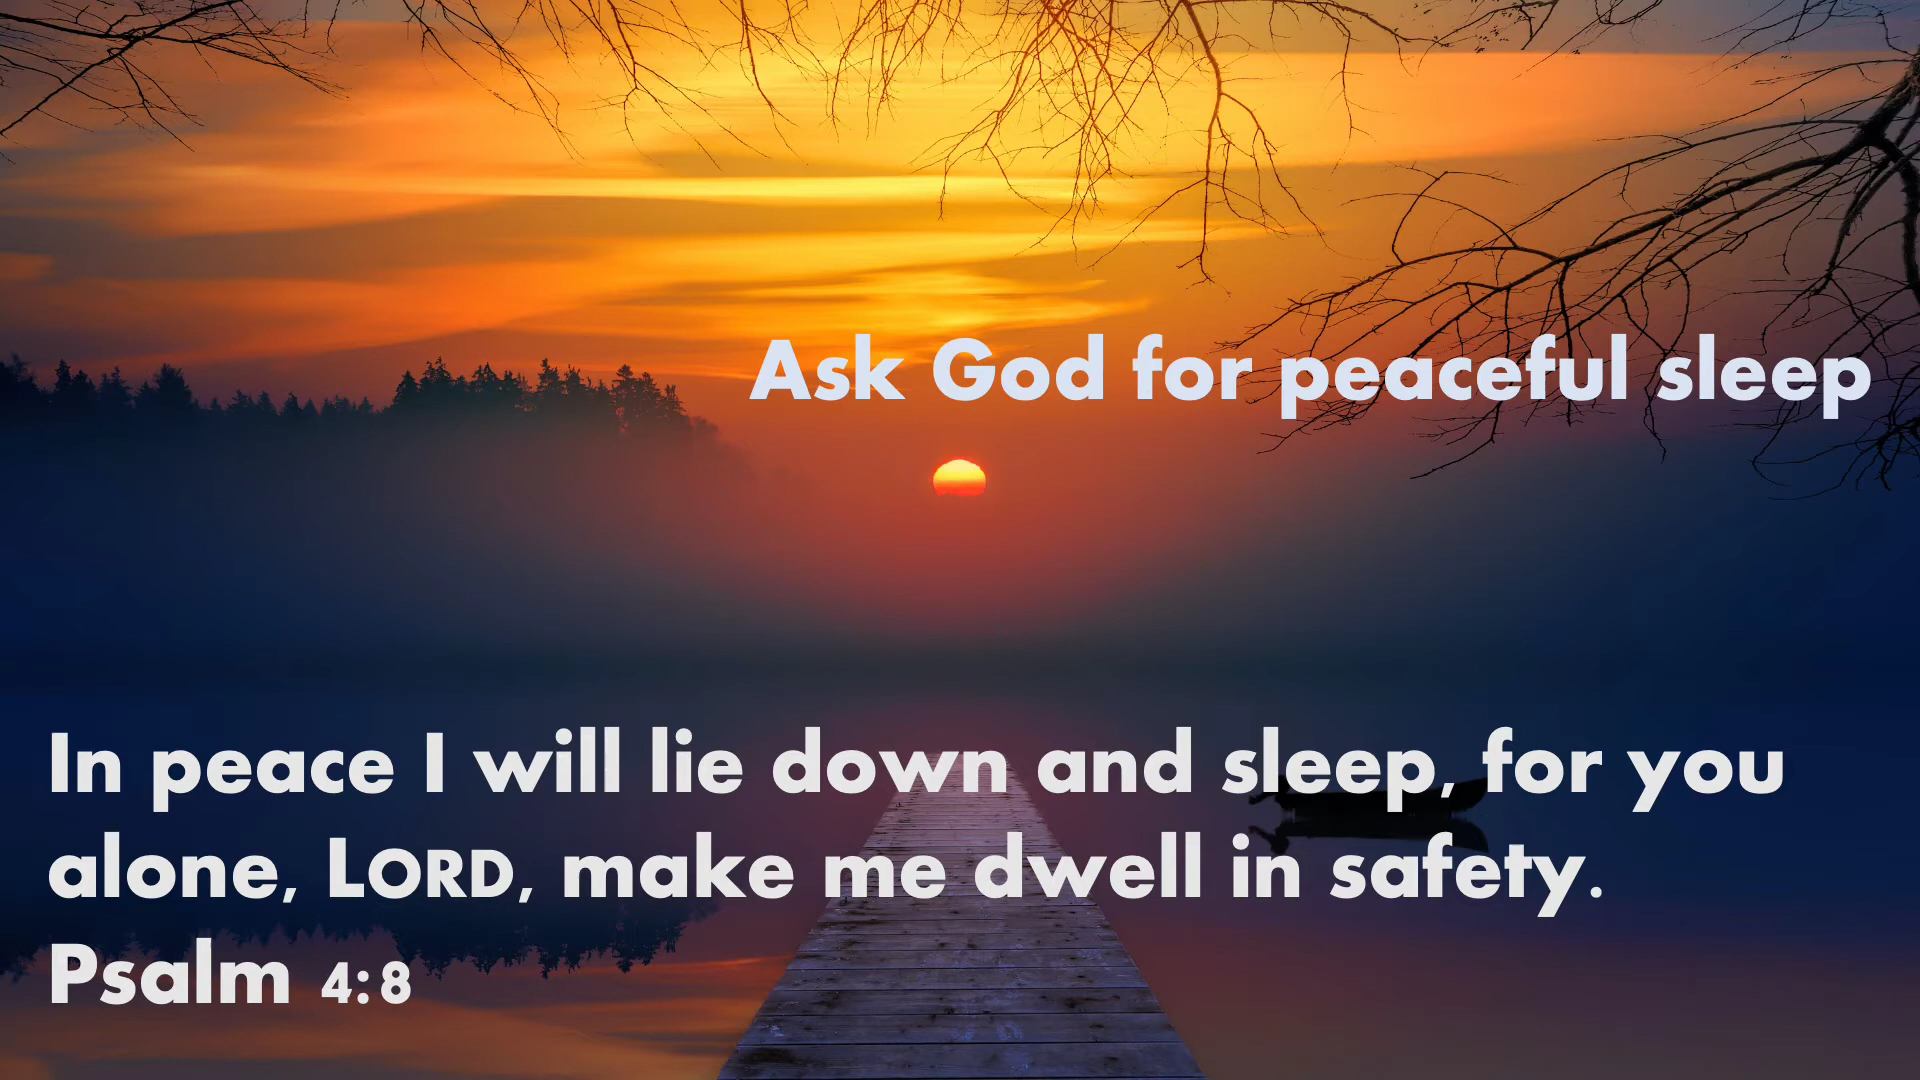 Ask God for peaceful sleep
In peace I will lie down and sleep, for you
alone, LORD, make me dwell in safety.
Psalm 4:8